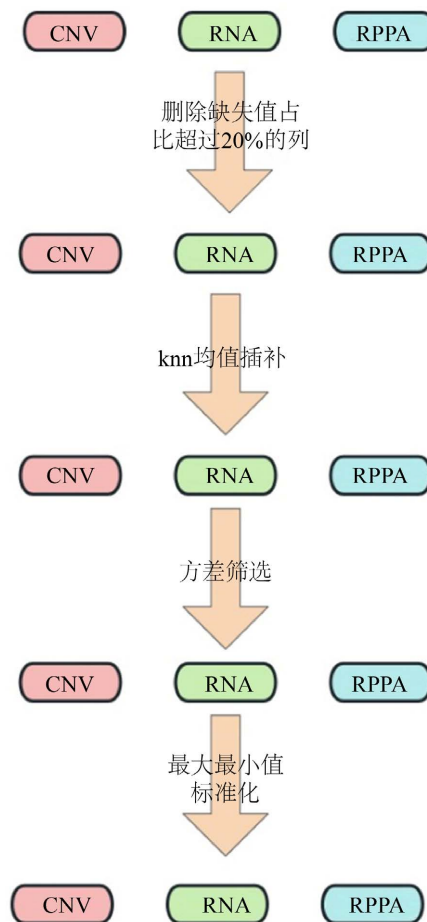 CNV RNA RPPA
删除缺失值占
比超过20%的列
CNV RNA RPPA
knn均值插补
CNV RNA RPPA
方差筛选
CNV RNA RPPA
最大最小值
标准化
CNV RNA RPPA